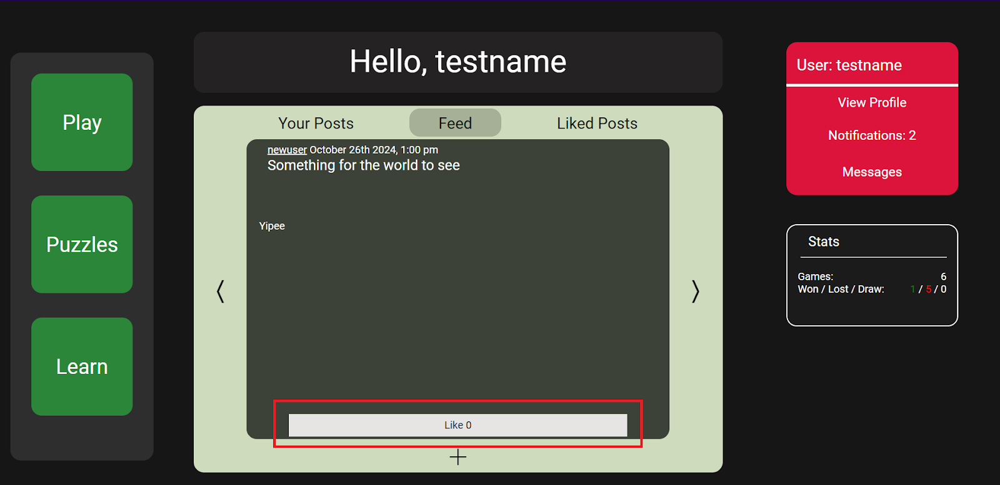 Hello, testname
Play
Puzzles
Learn
Your Posts Feed Liked Posts
newuser October 26th 2024, 1:00 pm
Something for the world to see
Yipee
Like 0
User: testname
View Profile
Notifications: 2
Messages
Stats
Games: 6
Won / Lost / Draw: 1 / 5 / 0